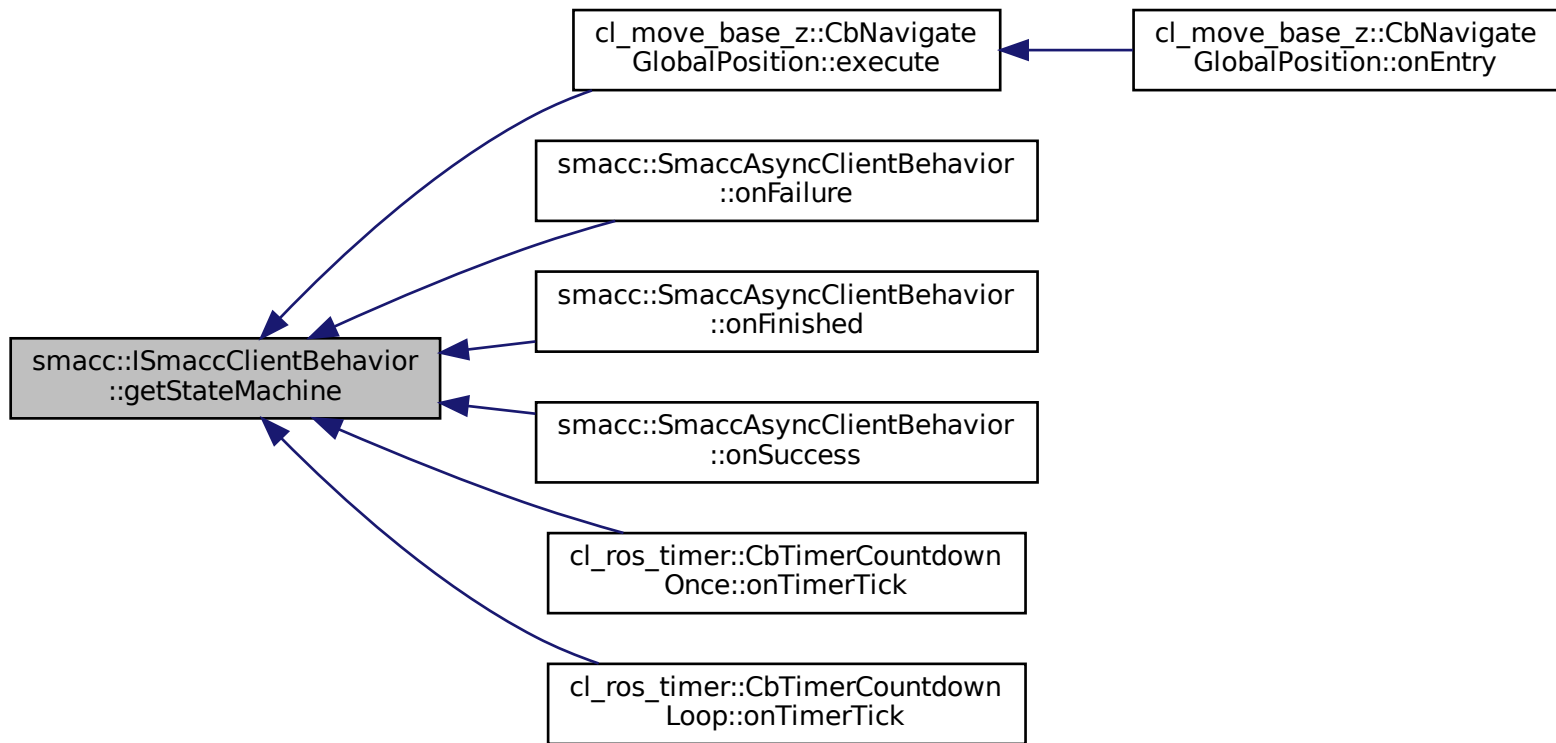 cl_move_base_z::CbNavigate
GlobalPosition::execute
cl_move_base_z::CbNavigate
GlobalPosition::onEntry
smacc::SmaccAsyncClientBehavior
::onFailure
smacc::SmaccAsyncClientBehavior
::onFinished
smacc::ISmaccClientBehavior
::getStateMachine
smacc::SmaccAsyncClientBehavior
::onSuccess
cl_ros_timer::CbTimerCountdown
Once::onTimerTick
cl_ros_timer::CbTimerCountdown
Loop::onTimerTick